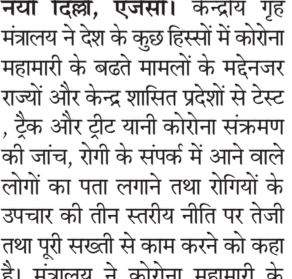 नयी दिल्ली, एजेंसी। केन्द्रीय गृह
मंत्रालय ने देश के कुछ हिस्सों में कोरोना
महामारी के बढते मामलों के मद्देनजर
राज्यों और केन्द्र शासित प्रदेशों से टेस्ट
, ट्रैक और ट्रीट यानी कोरोना संक्रमण
की जांच, रोगी के संपर्क में आने वाले
लोगों का पता लगाने तथा रोगियों के
उपचार की तीन स्तरीय नीति पर तेजी
तथा पूरी सख्ती से काम करने को कहा
है। मंत्रालय ने कोरोना महामारी के